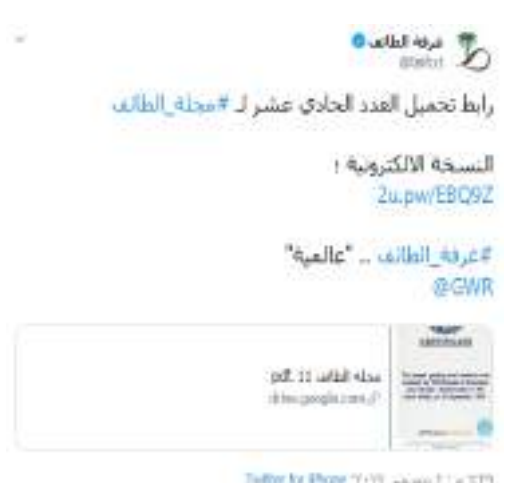 غرفة الطائف
رابط تحميل العدد الحادي عشر لـ #مجلة_الطائف
النسخة الالكترونية :
2u.pw/EBQ9Z
#غرفة_الطائف .. "عالمية"
@GWR
مجلة الطائف 11 .pdf
drive.google.com
CERTIFICATE
Twitter for iPhone